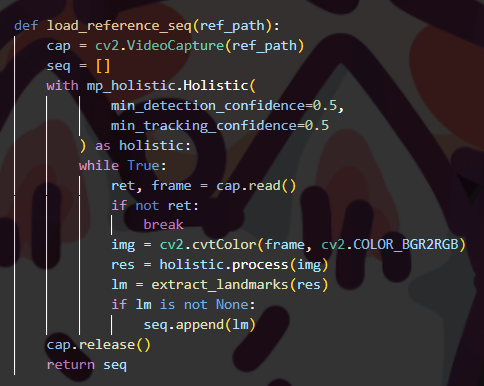 def load_reference_seq(ref_path):
    cap = cv2.VideoCapture(ref_path)
    seq = []
    with mp_holistic.Holistic(
            min_detection_confidence=0.5,
            min_tracking_confidence=0.5
        ) as holistic:
        while True:
            ret, frame = cap.read()
            if not ret:
                break
            img = cv2.cvtColor(frame, cv2.COLOR_BGR2RGB)
            res = holistic.process(img)
            lm = extract_landmarks(res)
            if lm is not None:
                seq.append(lm)
    cap.release()
    return seq